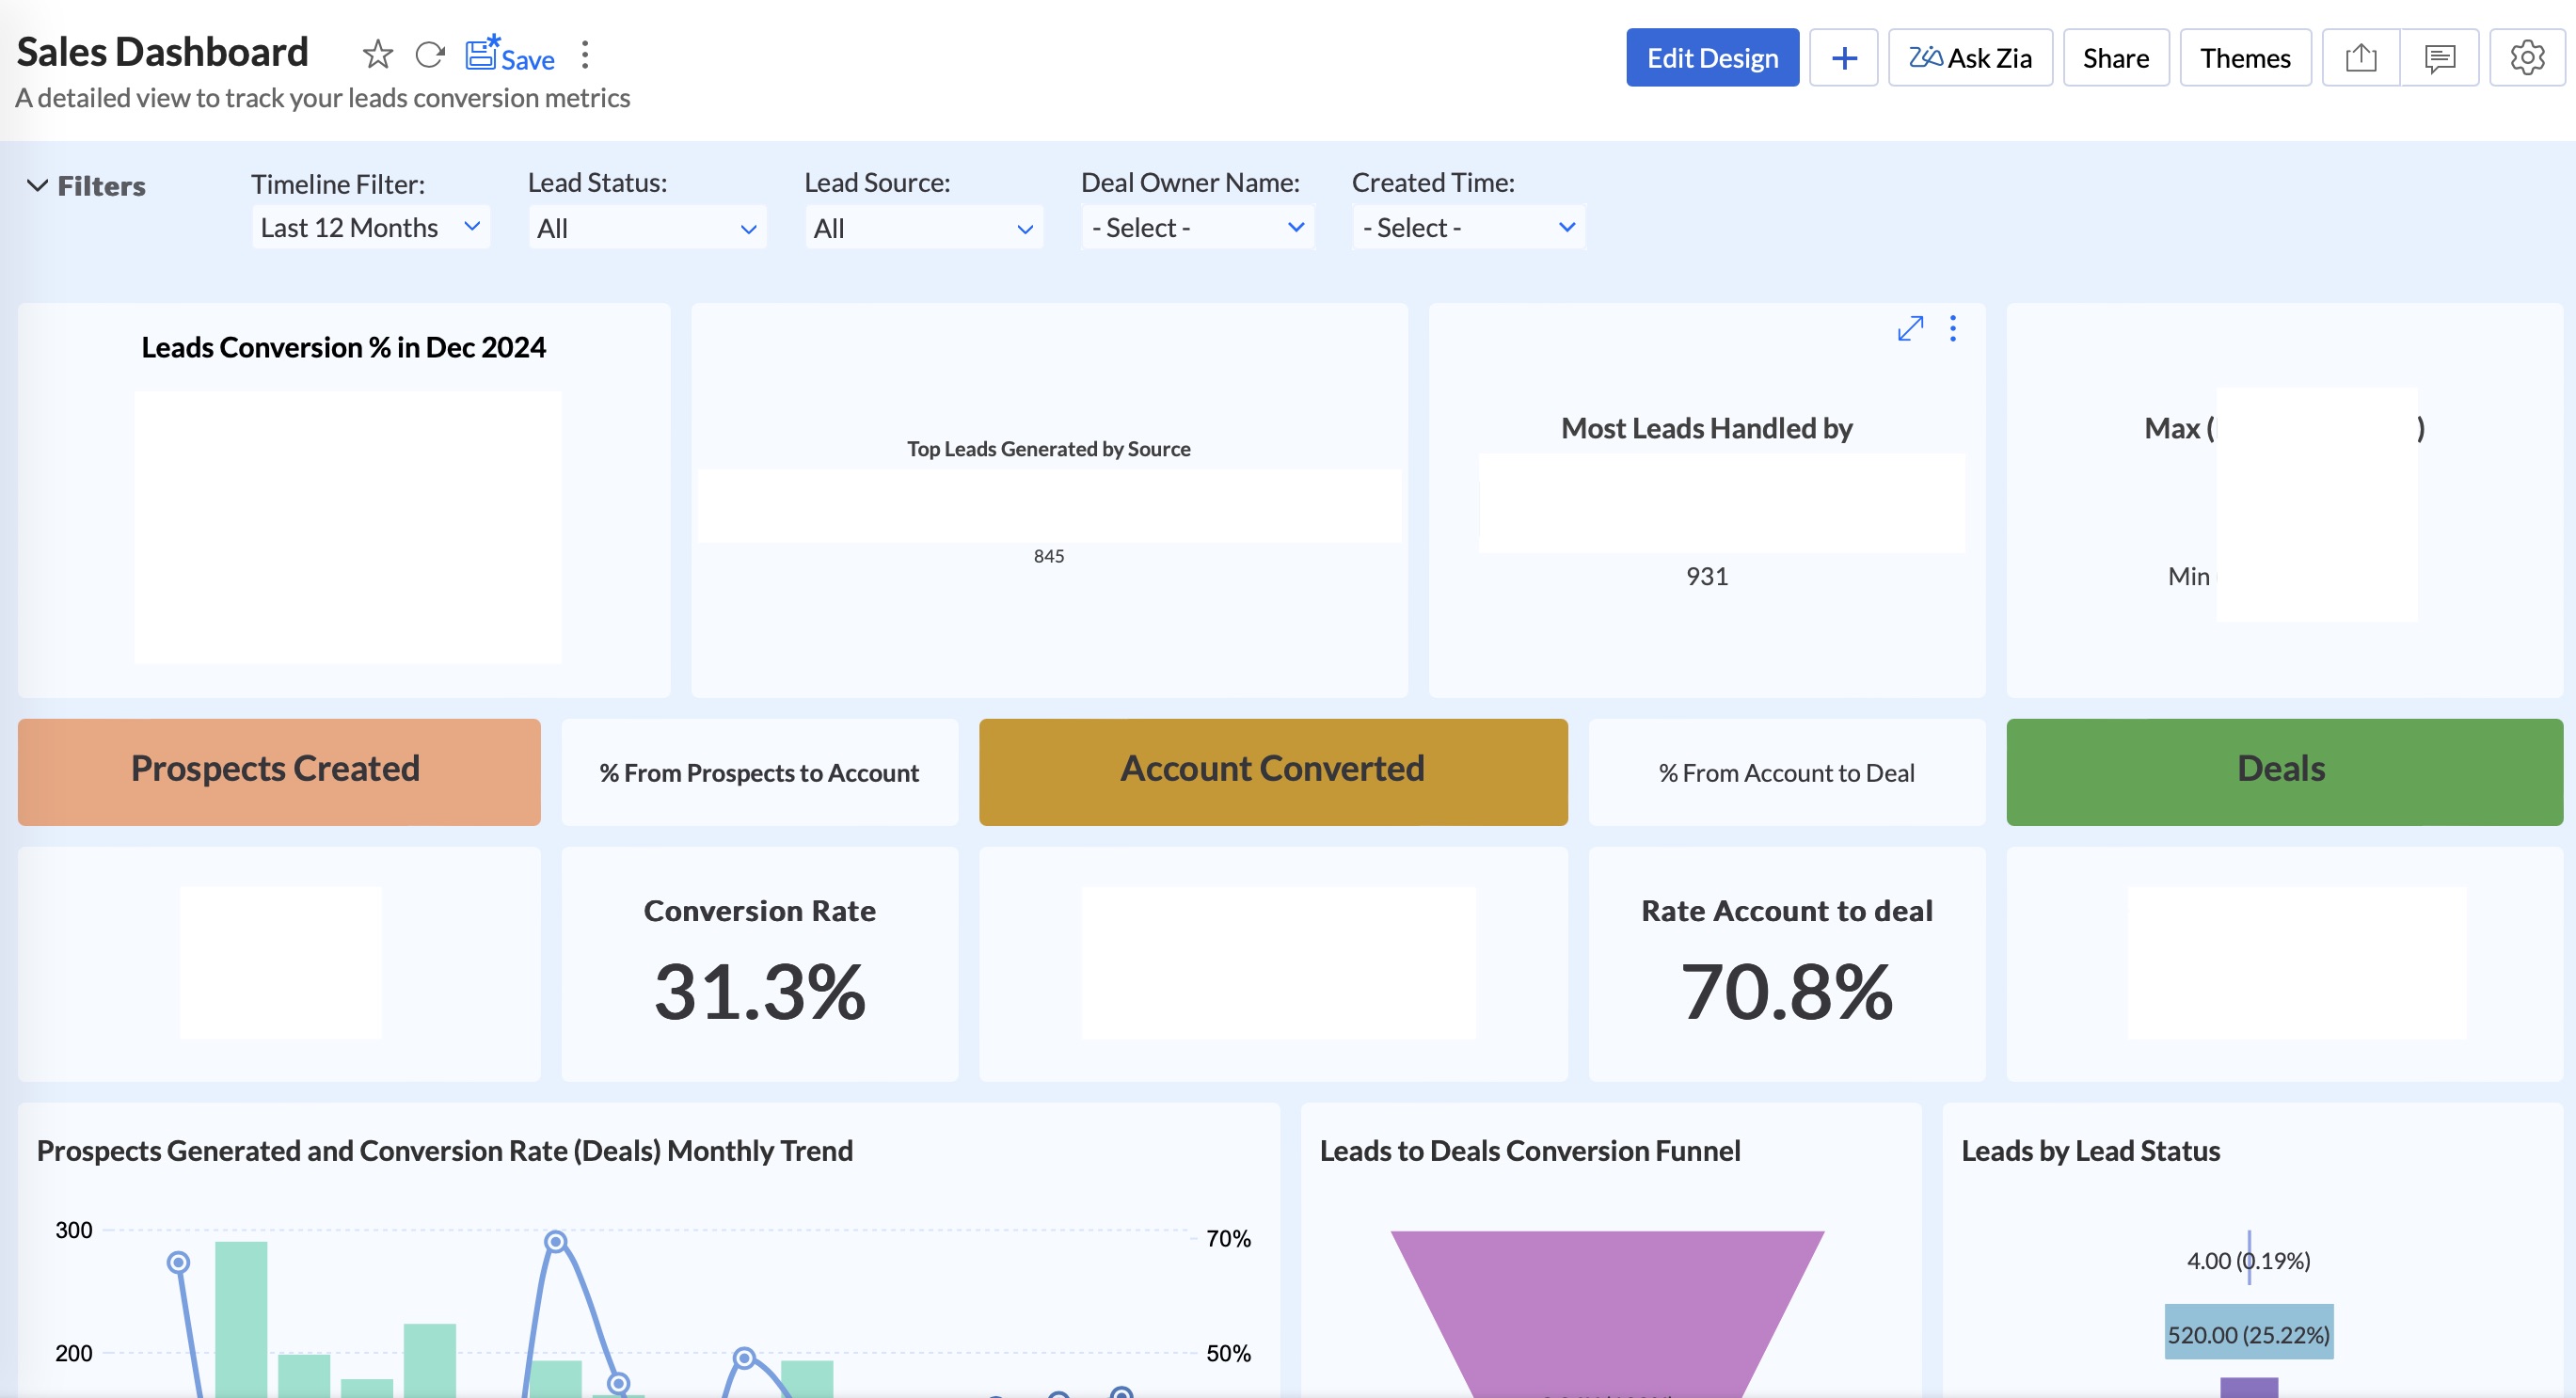 Sales Dashboard
Save
A detailed view to track your leads conversion metrics
Edit Design
Zia Ask Zia
Share
Themes
Filters
Timeline Filter:
Last 12 Months
Lead Status:
All
Lead Source:
All
Deal Owner Name:
- Select -
Created Time:
- Select -
Leads Conversion % in Dec 2024
Top Leads Generated by Source
845
Most Leads Handled by
931
Max ( )
Min
Prospects Created
% From Prospects to Account
Account Converted
% From Account to Deal
Deals
Conversion Rate
31.3%
Rate Account to deal
70.8%
Prospects Generated and Conversion Rate (Deals) Monthly Trend
300
200
70%
50%
Leads to Deals Conversion Funnel
Leads by Lead Status
4.00 (0.19%)
520.00 (25.22%)